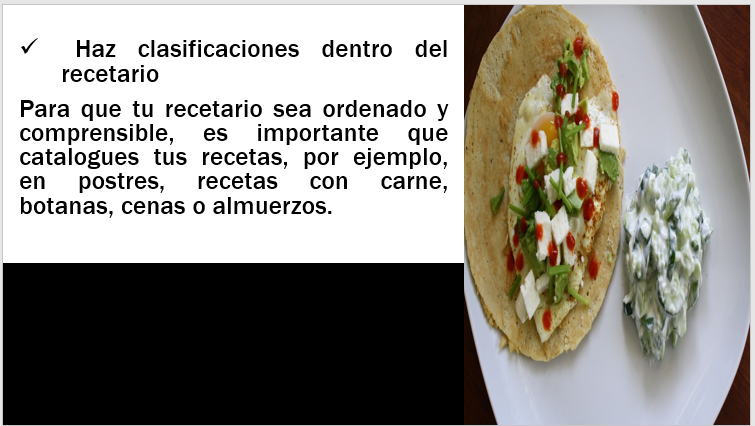 ✓ Haz clasificaciones dentro del
recetario
Para que tu recetario sea ordenado y
comprensible, es importante que
catalogues tus recetas, por ejemplo,
en postres, recetas con carne,
botanas, cenas o almuerzos.